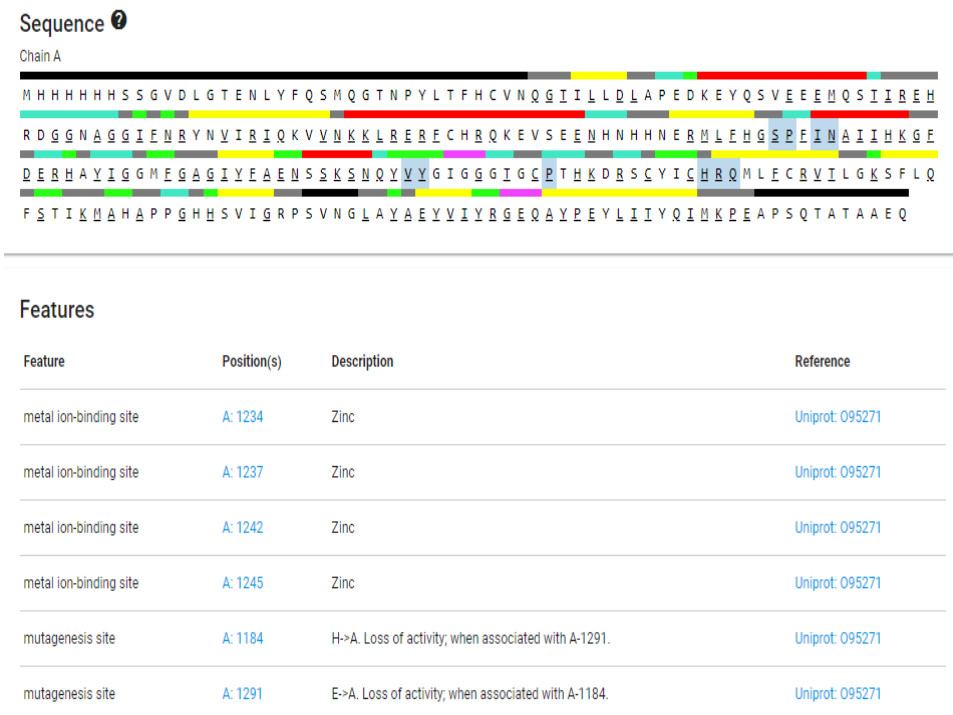 Sequence ?
Chain A
M H H H H H H S S G V D L G T E N L Y F Q S M Q G T N P Y L T F H C V N Q G T I L L D L A P E D K E Y Q S V E E E M Q S T I R E H
R D G G N A G G I F N R Y N V I R I Q K V V N K K L R E R F C H R Q K E V S E E N H N H H N E R M L F H G S P F I N A I I H K G F
D E R H A Y I G G M F G A G I Y F A E N S S K S N Q Y V Y G I G G G T G C P T H K D R S C Y I C H R Q M L F C R V T L G K S F L Q
F S T I K M A H A P P G H H S V I G R P S V N G L A Y A E Y V I Y R G E Q A Y P E Y L I T Y Q I M K P E A P S Q T A T A A E Q
Features
Feature Position(s) Description Reference
metal ion-binding site A: 1234 Zinc Uniprot: O95271
metal ion-binding site A: 1237 Zinc Uniprot: O95271
metal ion-binding site A: 1242 Zinc Uniprot: O95271
metal ion-binding site A: 1245 Zinc Uniprot: O95271
mutagenesis site A: 1184 H->A. Loss of activity; when associated with A-1291. Uniprot: O95271
mutagenesis site A: 1291 E->A. Loss of activity; when associated with A-1184. Uniprot: O95271